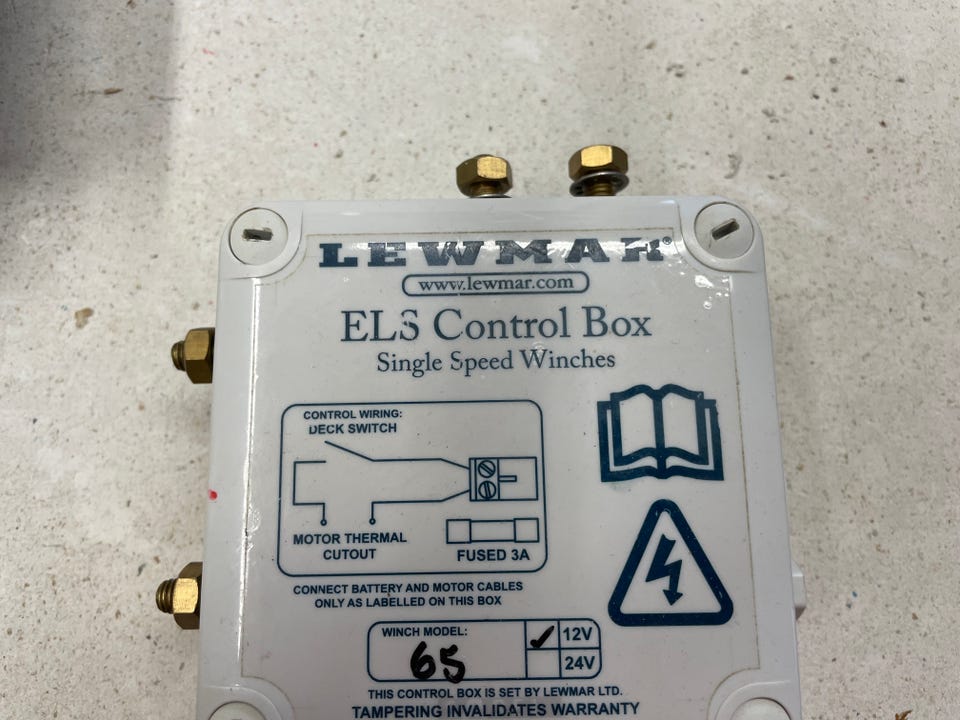 LEWMAR®
www.lewmar.com
ELS Control Box
Single Speed Winches
CONTROL WIRING:
DECK SWITCH
MOTOR THERMAL
CUTOUT
FUSED 3A
CONNECT BATTERY AND MOTOR CABLES
ONLY AS LABELLED ON THIS BOX
WINCH MODEL: ✓ 12V
65 24V
THIS CONTROL BOX IS SET BY LEWMAR LTD.
TAMPERING INVALIDATES WARRANTY